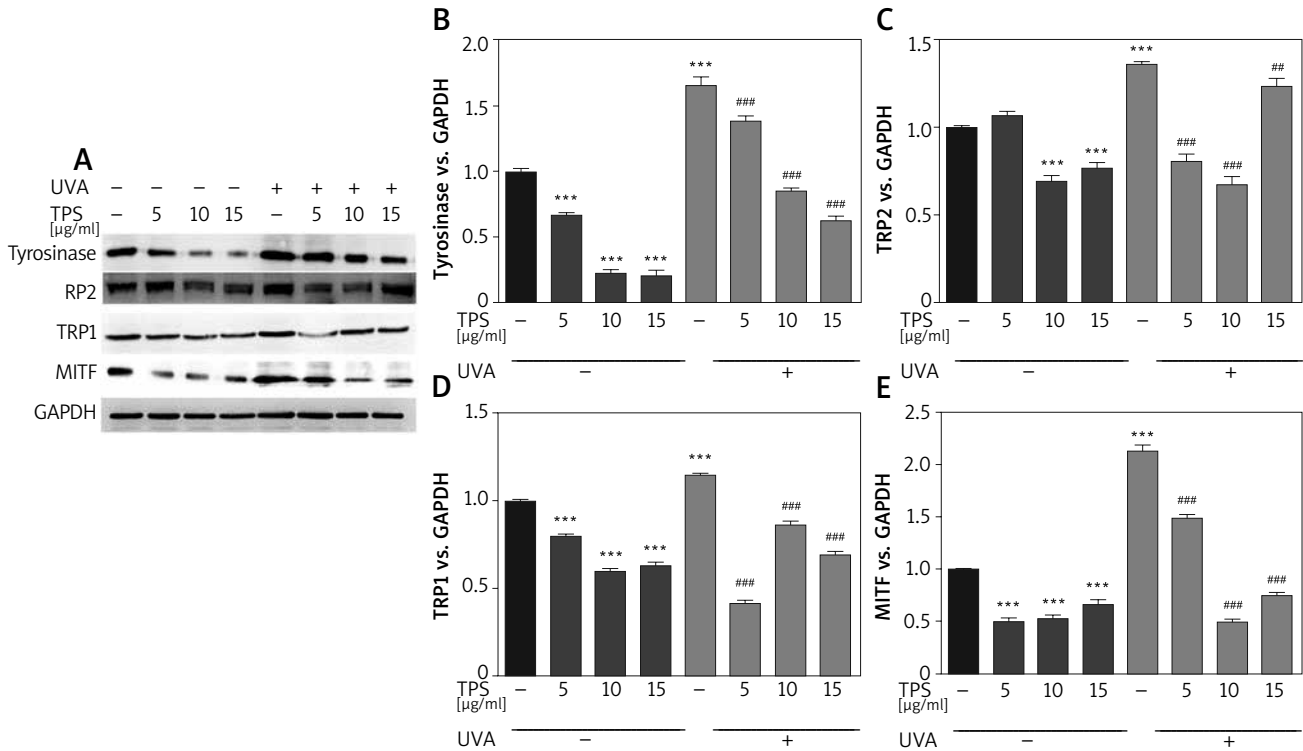 A
UVA – – – – + + + +
TPS – 5 10 15 – 5 10 15
[µg/ml]
Tyrosinase
RP2
TRP1
MITF
GAPDH
B
Tyrosinase vs. GAPDH
2.0
1.5
1.0
0.5
0
***
***
***
***
###
###
###
TPS – 5 10 15 – 5 10 15
[µg/ml]
UVA – +
C
TRP2 vs. GAPDH
1.5
1.0
0.5
0
***
***
***
###
###
##
TPS – 5 10 15 – 5 10 15
[µg/ml]
UVA – +
D
TRP1 vs. GAPDH
1.5
1.0
0.5
0
***
***
***
***
###
###
###
TPS – 5 10 15 – 5 10 15
[µg/ml]
UVA – +
E
MITF vs. GAPDH
2.5
2.0
1.5
1.0
0.5
0
***
***
***
***
###
###
###
TPS – 5 10 15 – 5 10 15
[µg/ml]
UVA – +